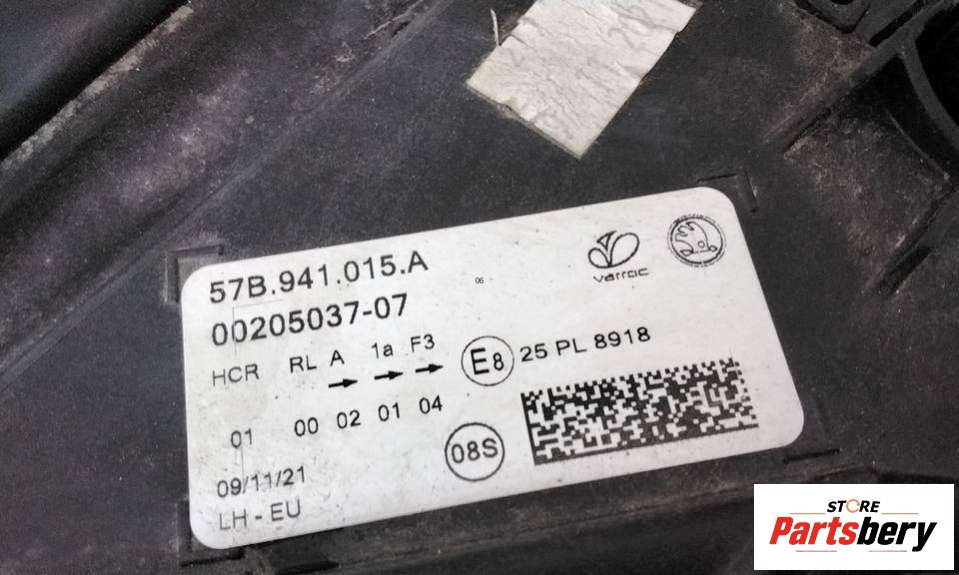 57B.941.015.A
06
varroc
00205037-07
HCR RL A 1a F3
E8 25 PL 8918
01 00 02 01 04
08S
09/11/21
LH - EU
STORE
Partsbery